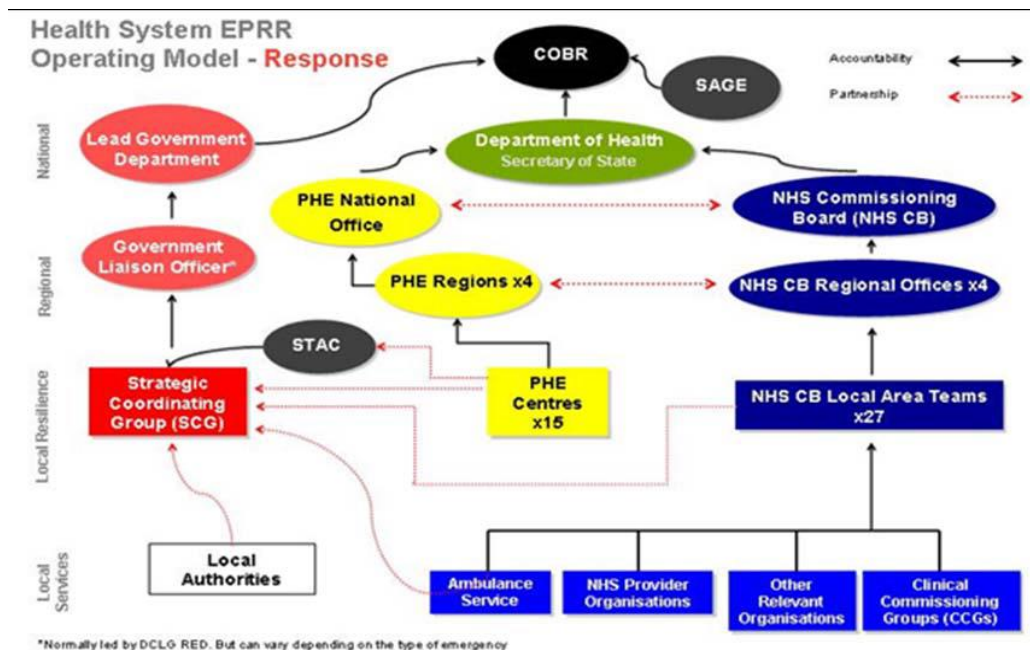 Health System EPRR
Operating Model - Response
COBR
SAGE
Accountability
Partnership
National
Lead Government
Department
Department of Health
Secretary of State
PHE National
Office
NHS Commissioning
Board (NHS CB)
Regional
Government
Liaison Officer*
PHE Regions x4
NHS CB Regional Offices x4
Local Resilience
STAC
Strategic
Coordinating
Group (SCG)
PHE
Centres
x15
NHS CB Local Area Teams
x27
Local
Services
Local
Authorities
Ambulance
Service
NHS Provider
Organisations
Other
Relevant
Organisations
Clinical
Commissioning
Groups (CCGs)
*Normally led by DCLG RED. But can vary depending on the type of emergency